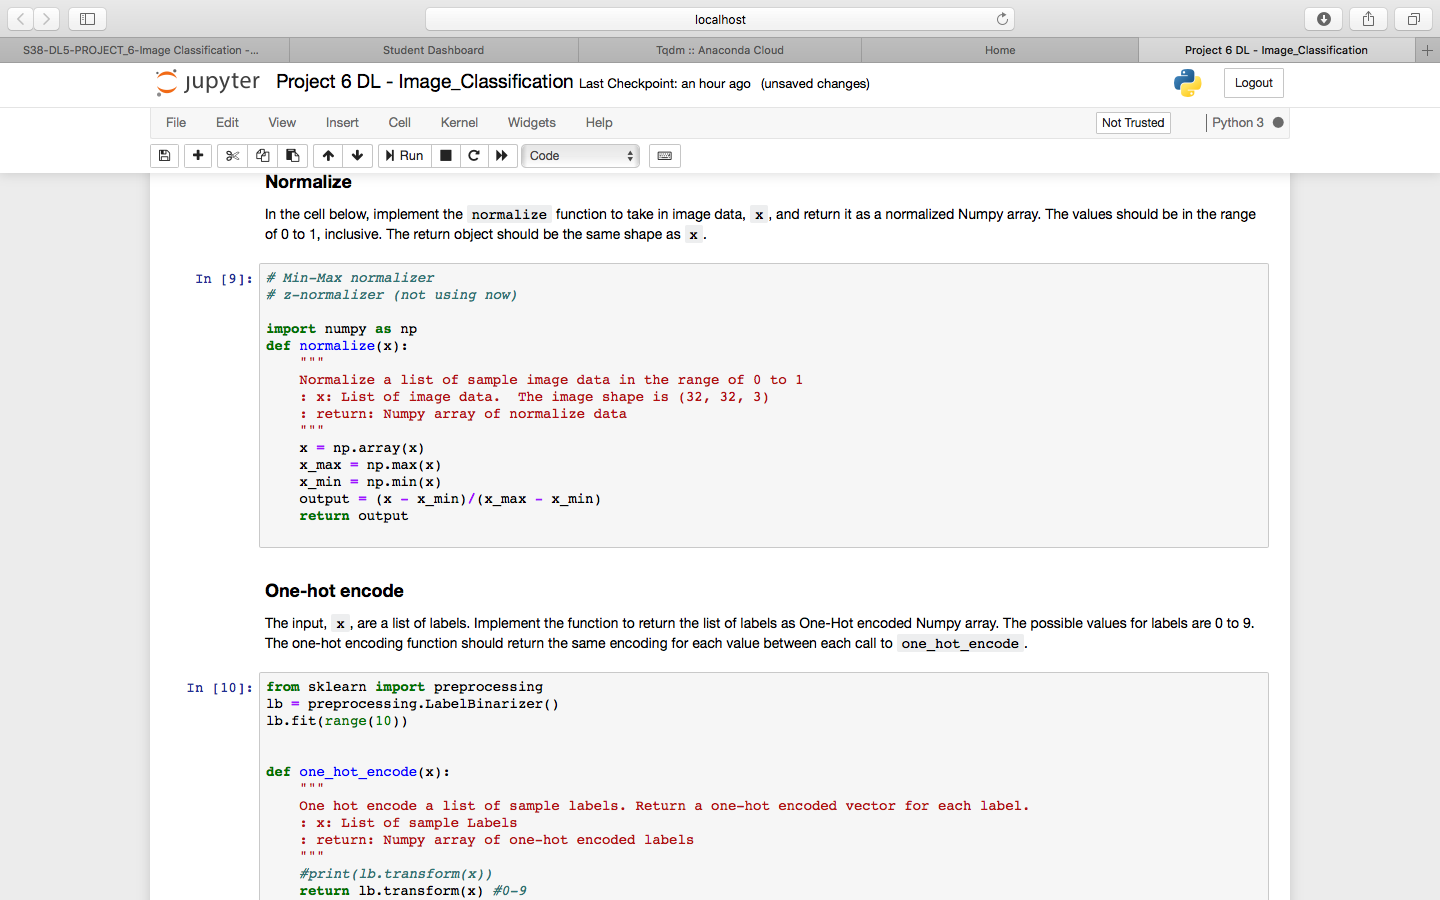 localhost
S38-DL5-PROJECT_6-Image Classification -...
Student Dashboard
Tqdm :: Anaconda Cloud
Home
Project 6 DL - Image_Classification
jupyter Project 6 DL - Image_Classification Last Checkpoint: an hour ago (unsaved changes)
Logout
File Edit View Insert Cell Kernel Widgets Help
Not Trusted
Python 3
Run
Code
Normalize
In the cell below, implement the normalize function to take in image data, x , and return it as a normalized Numpy array. The values should be in the range
of 0 to 1, inclusive. The return object should be the same shape as x .
In [9]:
# Min-Max normalizer
# z-normalizer (not using now)
import numpy as np
def normalize(x):
"""
Normalize a list of sample image data in the range of 0 to 1
: x: List of image data.  The image shape is (32, 32, 3)
: return: Numpy array of normalize data
"""
x = np.array(x)
x_max = np.max(x)
x_min = np.min(x)
output = (x - x_min)/(x_max - x_min)
return output
One-hot encode
The input, x , are a list of labels. Implement the function to return the list of labels as One-Hot encoded Numpy array. The possible values for labels are 0 to 9.
The one-hot encoding function should return the same encoding for each value between each call to one_hot_encode .
In [10]:
from sklearn import preprocessing
lb = preprocessing.LabelBinarizer()
lb.fit(range(10))
def one_hot_encode(x):
"""
One hot encode a list of sample labels. Return a one-hot encoded vector for each label.
: x: List of sample Labels
: return: Numpy array of one-hot encoded labels
"""
#print(lb.transform(x))
return lb.transform(x) #0-9